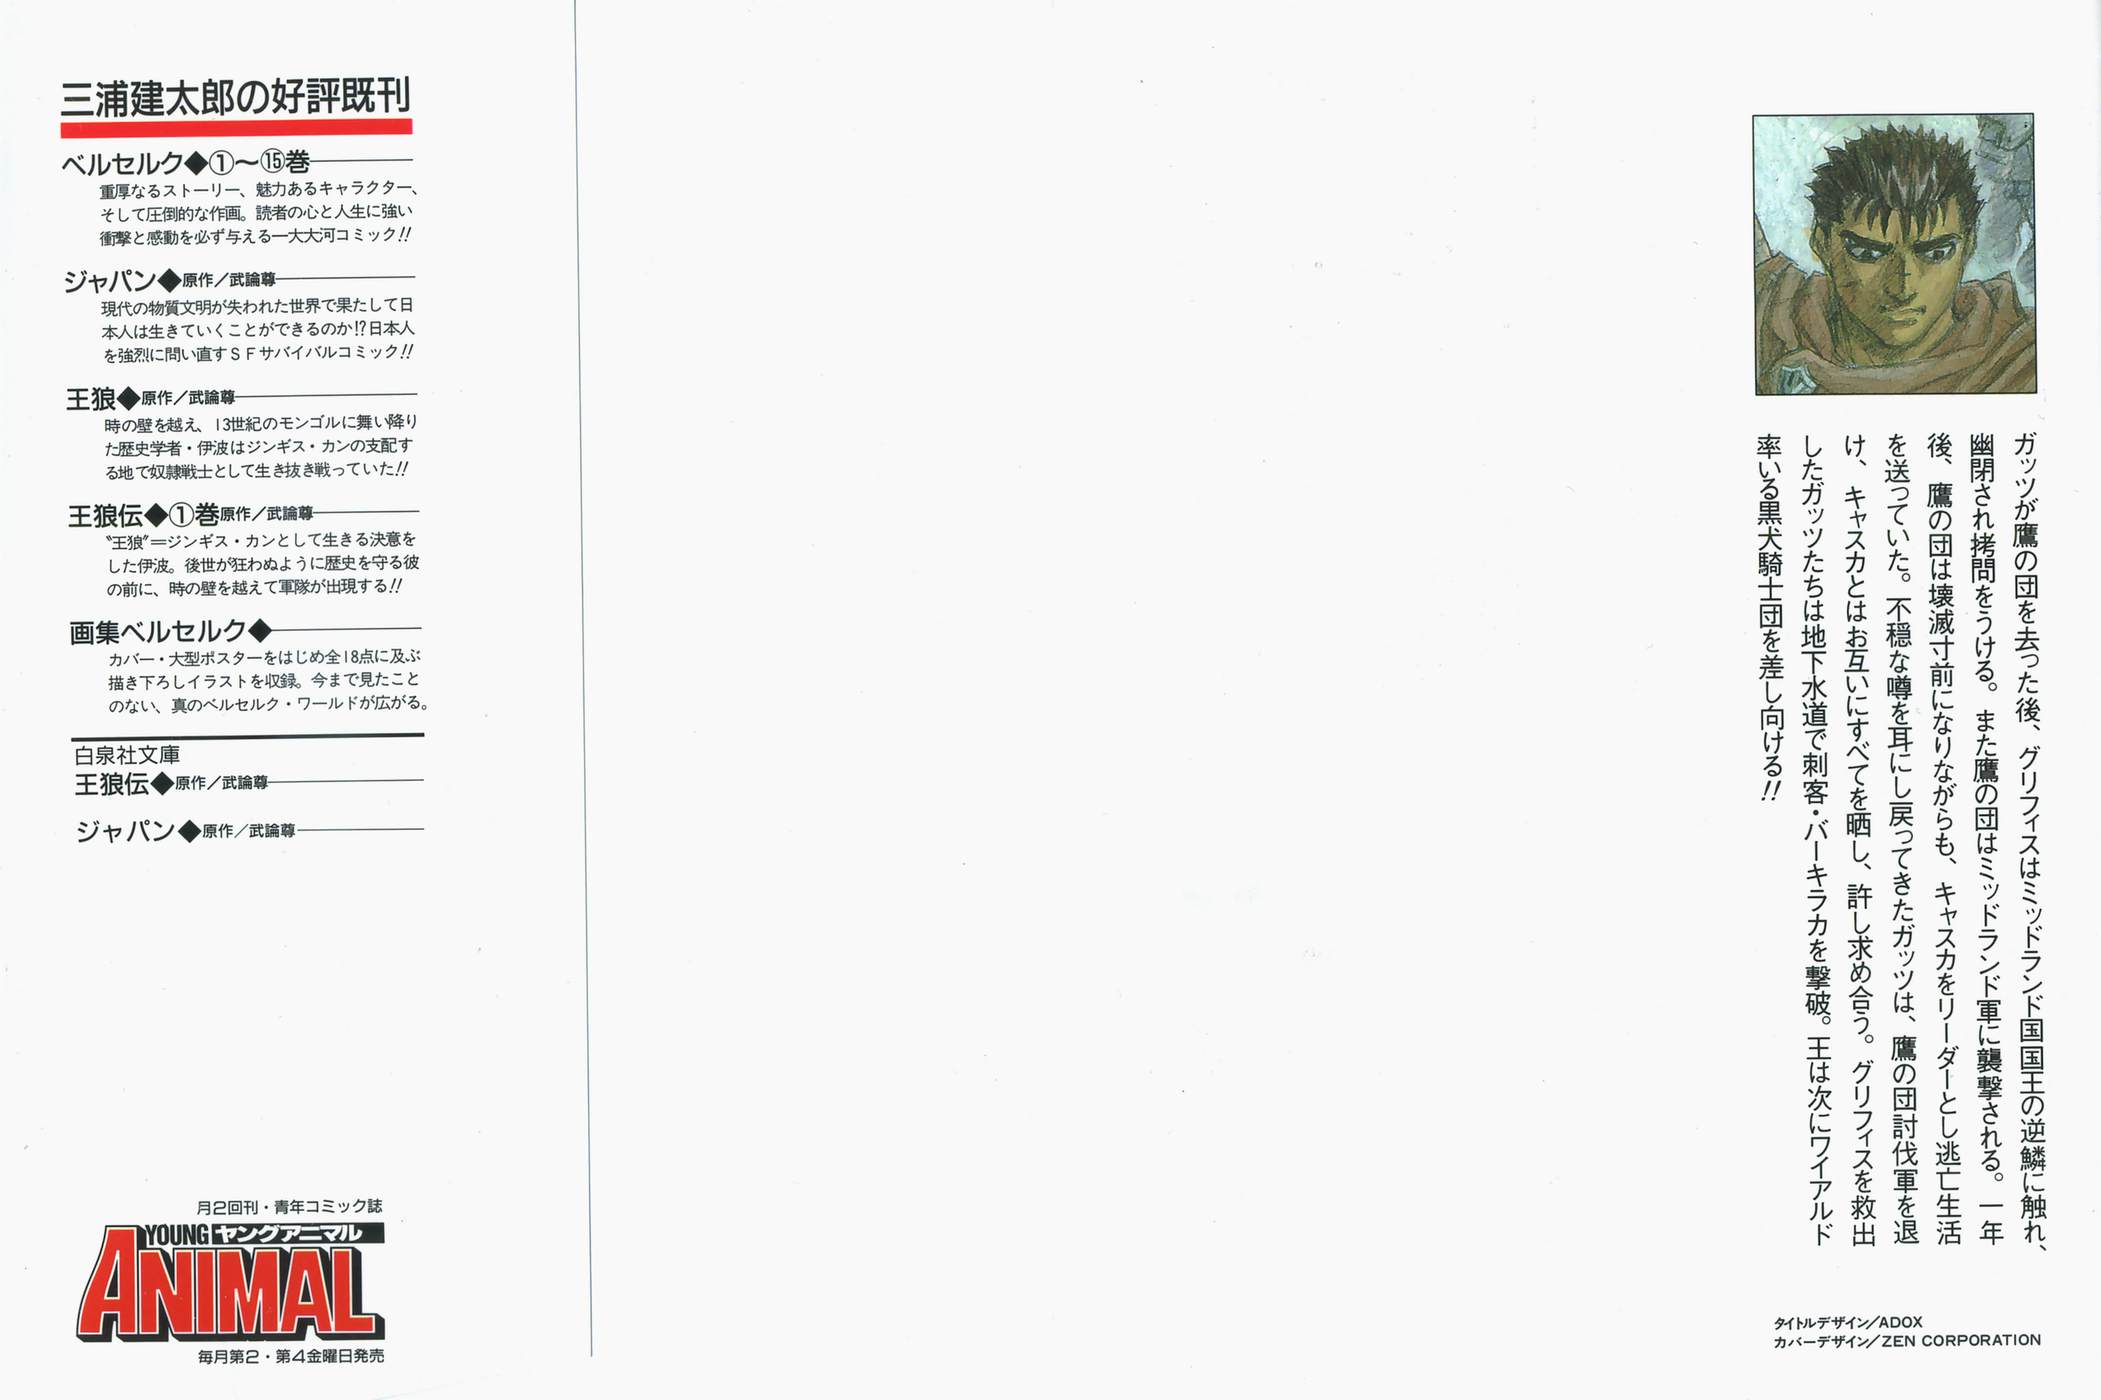 三浦建太郎の好評既刊
ベルセルク◆①〜⑮巻
重厚なるストーリー、魅力あるキャラクター、
そして圧倒的な作画。読者の心と人生に強い
衝撃と感動を必ず与える一大大河コミック!!
ジャパン◆原作／武論尊
現代の物質文明が失われた世界で果たして日
本人は生きていくことができるのか!?日本人
を強烈に問い直すＳＦサバイバルコミック!!
王狼◆原作／武論尊
時の壁を越え、13世紀のモンゴルに舞い降り
た歴史学者・伊波はジンギス・カンの支配す
る地で奴隷戦士として生き抜き戦っていた!!
王狼伝◆①巻原作／武論尊
〝王狼〞＝ジンギス・カンとして生きる決意を
した伊波。後世が狂わぬように歴史を守る彼
の前に、時の壁を越えて軍隊が出現する!!
画集ベルセルク◆
カバー・大型ポスターをはじめ全18点に及ぶ
描き下ろしイラストを収録。今まで見たこと
のない、真のベルセルク・ワールドが広がる。
白泉社文庫
王狼伝◆原作／武論尊
ジャパン◆原作／武論尊
月2回刊・青年コミック誌
YOUNG ヤングアニマル
ANIMAL
毎月第2・第4金曜日発売
ガッツが鷹の団を去った後、グリフィスはミッドランド国国王の逆鱗に触れ、
幽閉され拷問をうける。また鷹の団はミッドランド軍に襲撃される。一年
後、鷹の団は壊滅寸前になりながらも、キャスカをリーダーとし逃亡生活
を送っていた。不穏な噂を耳にし戻ってきたガッツは、鷹の団討伐軍を退
け、キャスカとはお互いにすべてを晒し、許し求め合う。グリフィスを救出
したガッツたちは地下水道で刺客・バーキラカを撃破。王は次にワイアルド
率いる黒犬騎士団を差し向ける!!
タイトルデザイン／ADOX
カバーデザイン／ZEN CORPORATION